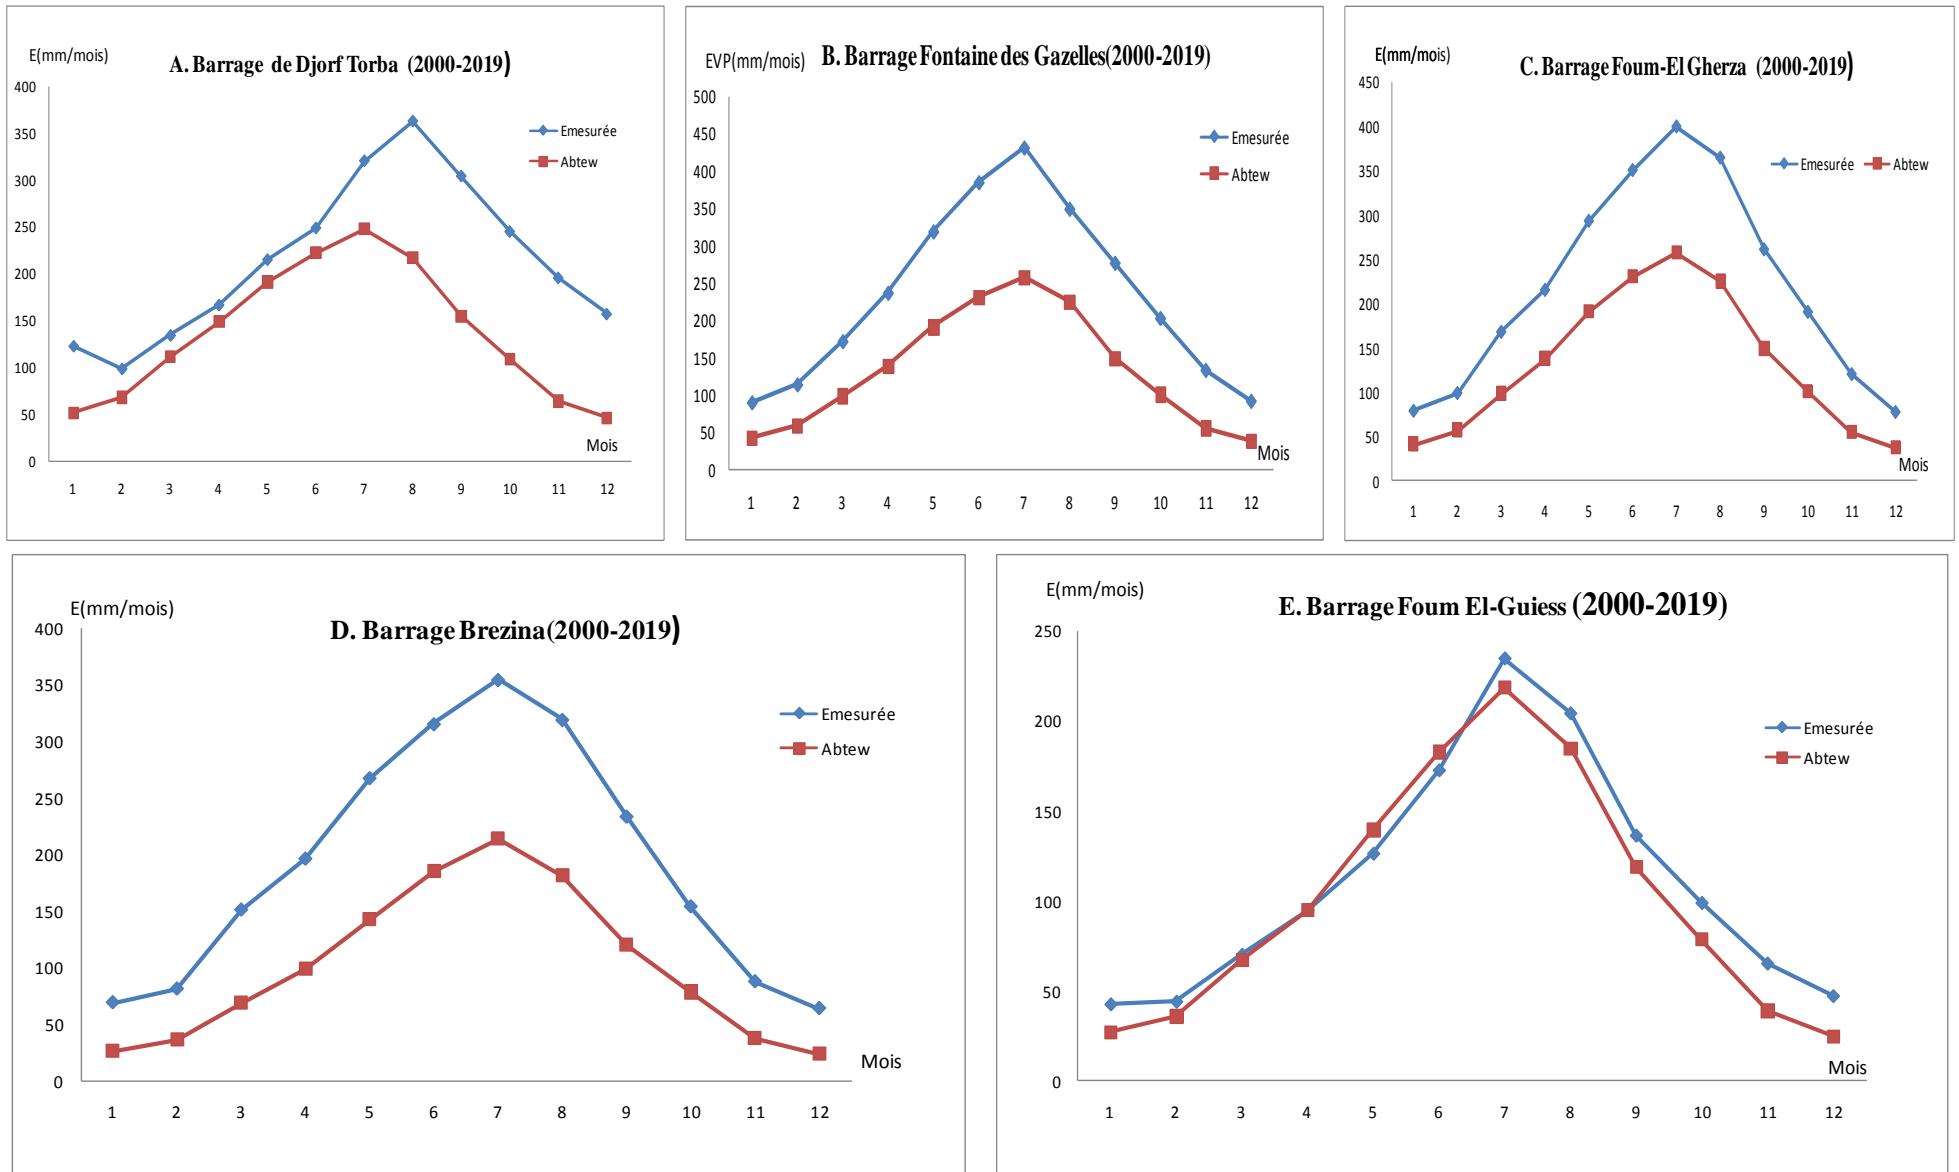 E(mm/mois)
A. Barrage de Djorf Torba (2000-2019)
400
350
300
250
200
150
100
50
0
Emesurée
Abtew
Mois
1 2 3 4 5 6 7 8 9 10 11 12
EVP(mm/mois)
B. Barrage Fontaine des Gazelles(2000-2019)
500
450
400
350
300
250
200
150
100
50
0
Emesurée
Abtew
Mois
1 2 3 4 5 6 7 8 9 10 11 12
E(mm/mois)
C. Barrage Foum-El Gherza (2000-2019)
450
400
350
300
250
200
150
100
50
0
Emesurée Abtew
Mois
1 2 3 4 5 6 7 8 9 10 11 12
E(mm/mois)
D. Barrage Brezina(2000-2019)
400
350
300
250
200
150
100
50
0
Emesurée
Abtew
Mois
1 2 3 4 5 6 7 8 9 10 11 12
E(mm/mois)
E. Barrage Foum El-Guiess (2000-2019)
250
200
150
100
50
0
Emesurée
Abtew
Mois
1 2 3 4 5 6 7 8 9 10 11 12